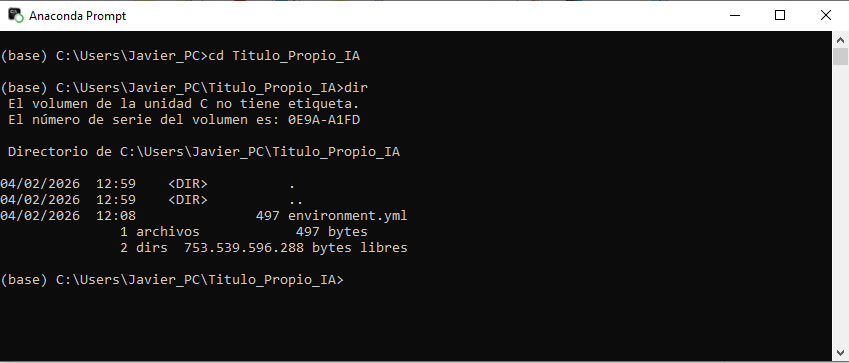 Anaconda Prompt
(base) C:\Users\Javier_PC>cd Titulo_Propio_IA
(base) C:\Users\Javier_PC\Titulo_Propio_IA>dir
 El volumen de la unidad C no tiene etiqueta.
 El número de serie del volumen es: 0E9A-A1FD
 Directorio de C:\Users\Javier_PC\Titulo_Propio_IA
04/02/2026  12:59    <DIR>          .
04/02/2026  12:59    <DIR>          ..
04/02/2026  12:08               497 environment.yml
               1 archivos            497 bytes
               2 dirs  753.539.596.288 bytes libres
(base) C:\Users\Javier_PC\Titulo_Propio_IA>